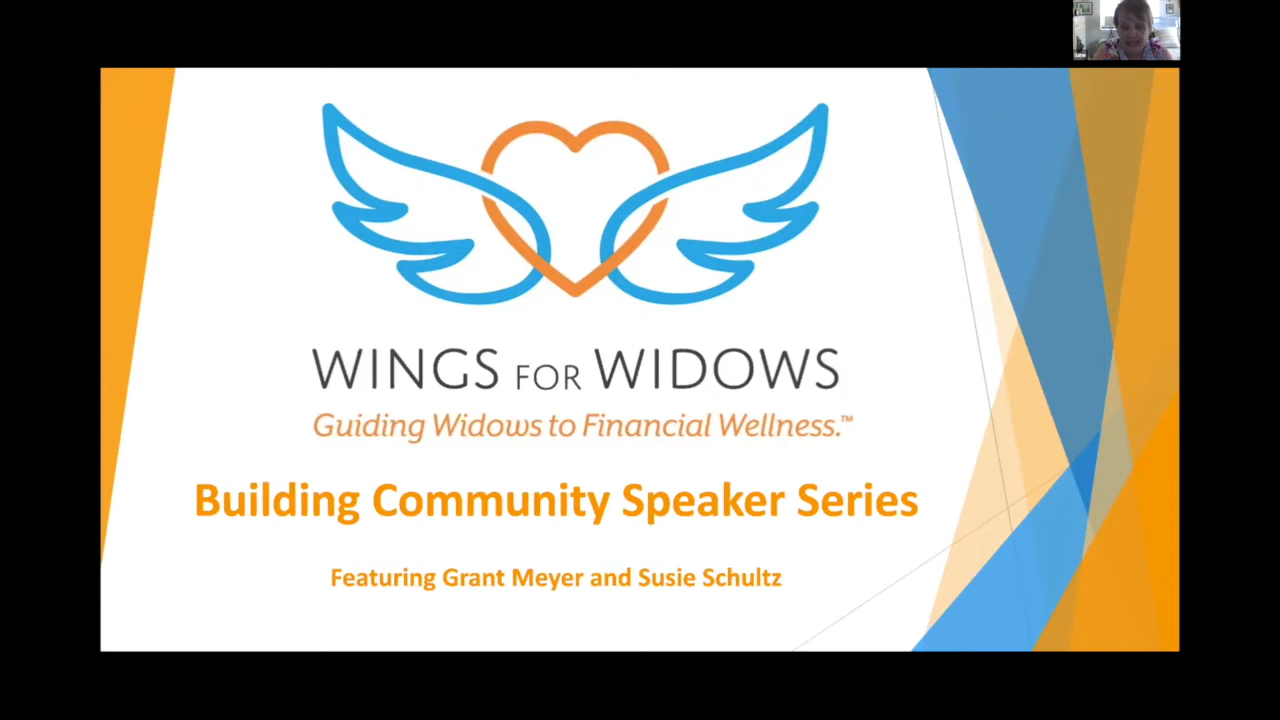 WINGS FOR WIDOWS
Guiding Widows to Financial Wellness.™
Building Community Speaker Series
Featuring Grant Meyer and Susie Schultz